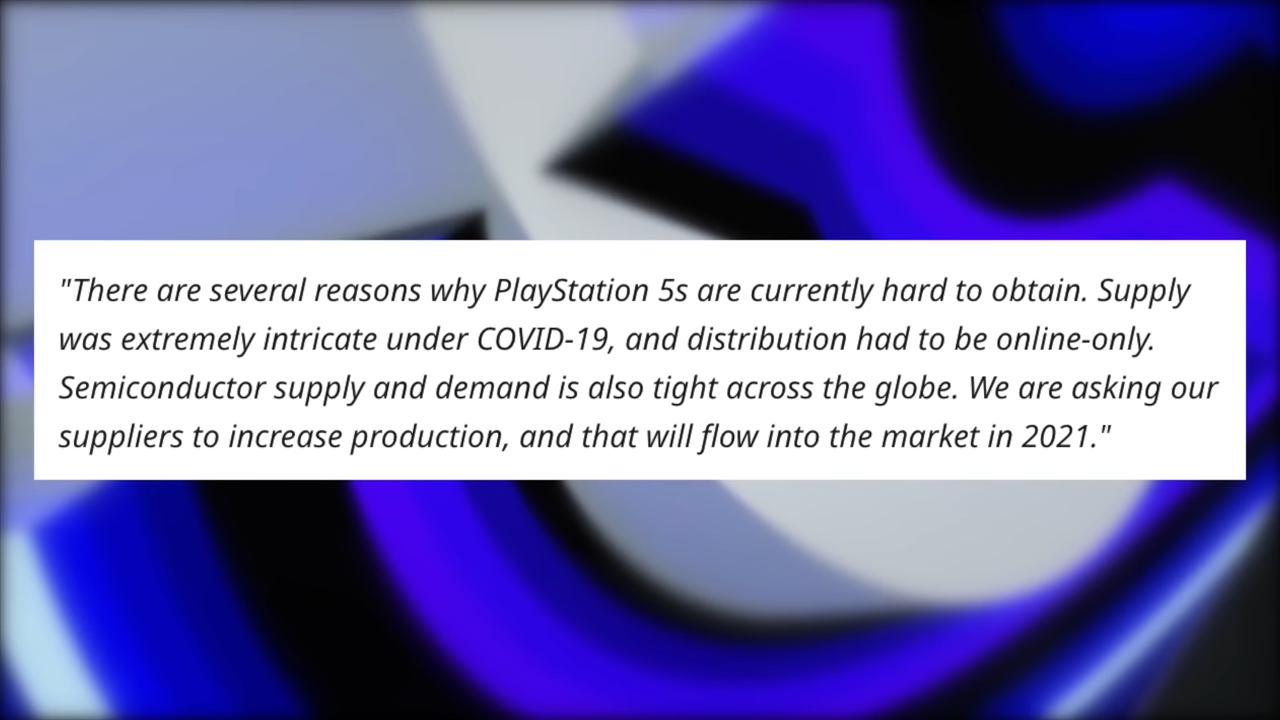 "There are several reasons why PlayStation 5s are currently hard to obtain. Supply
was extremely intricate under COVID-19, and distribution had to be online-only.
Semiconductor supply and demand is also tight across the globe. We are asking our
suppliers to increase production, and that will flow into the market in 2021."